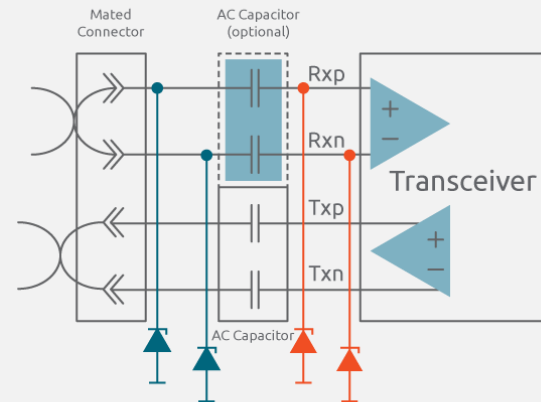 Mated
Connector
AC Capacitor
(optional)
Rxp
+
Rxn
−
Transceiver
Txp
+
Txn
−
AC Capacitor